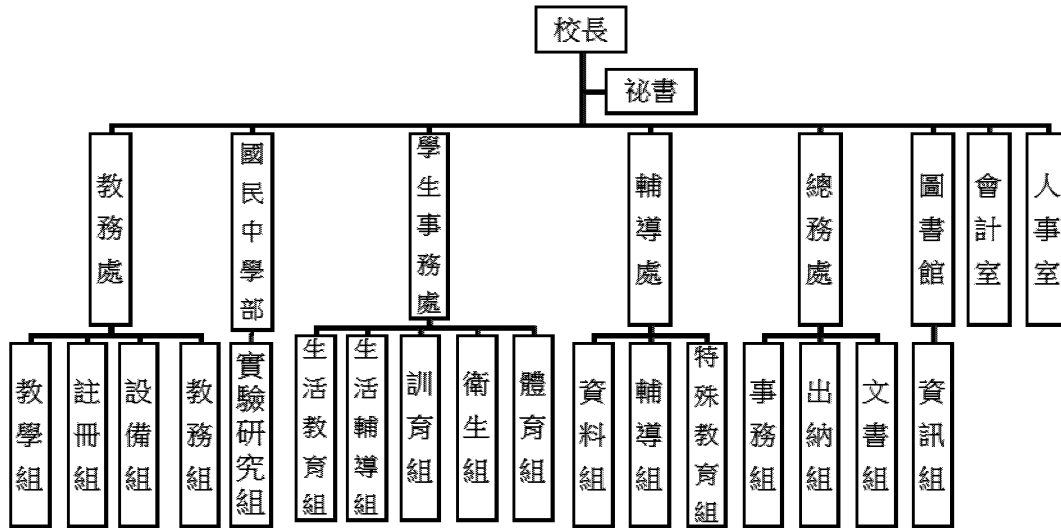 校長
祕書
教務處
國民中學部
學生事務處
輔導處
總務處
圖書館
會計室
人事室
教學組
註冊組
設備組
教務組
實驗研究組
生活教育組
生活輔導組
訓育組
衛生組
體育組
資料組
輔導組
特殊教育組
事務組
出納組
文書組
資訊組